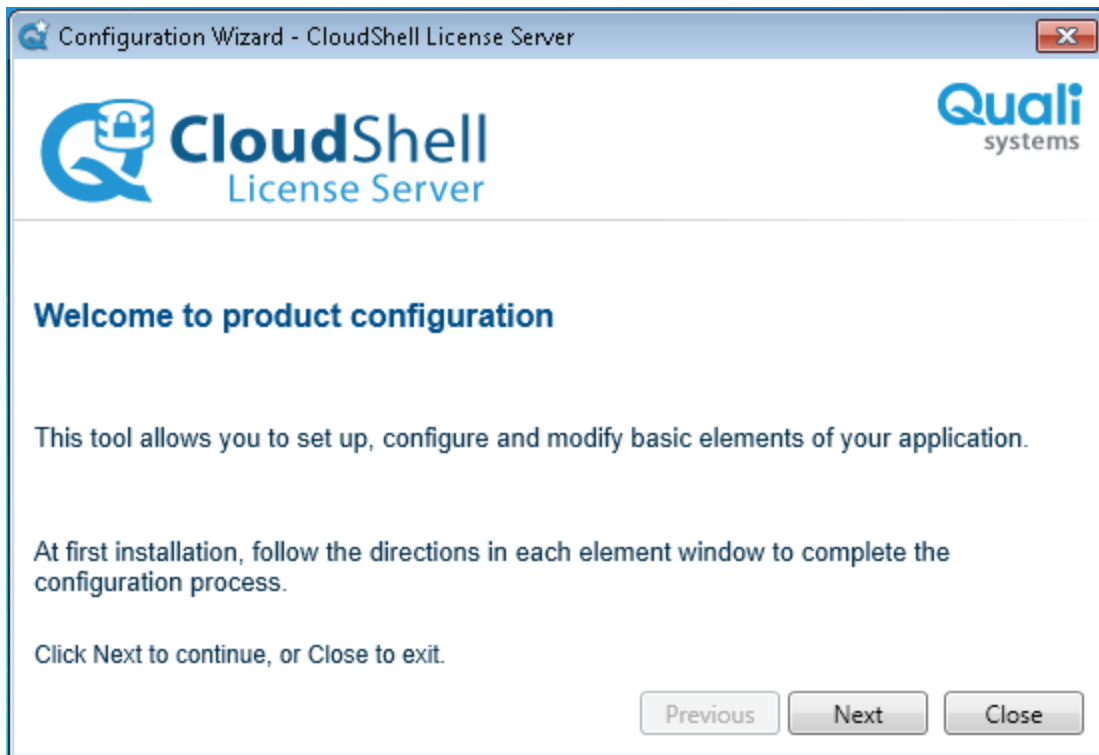 Configuration Wizard - CloudShell License Server
CloudShell
License Server
Quali
systems
Welcome to product configuration
This tool allows you to set up, configure and modify basic elements of your application.
At first installation, follow the directions in each element window to complete the
configuration process.
Click Next to continue, or Close to exit.
Previous
Next
Close